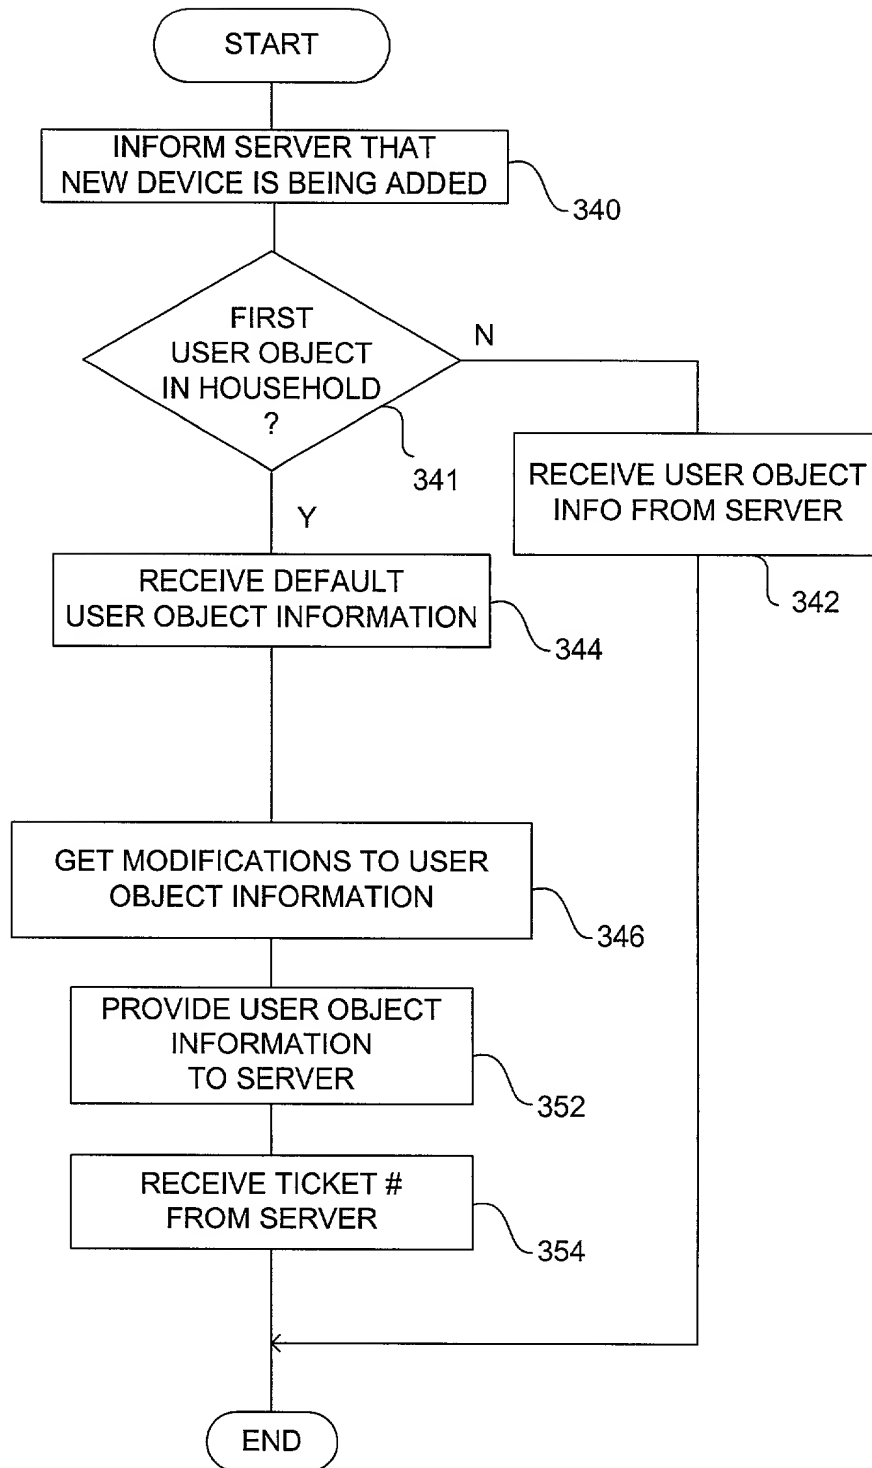 START
INFORM SERVER THAT
NEW DEVICE IS BEING ADDED
340
FIRST
USER OBJECT
IN HOUSEHOLD
?
N
341
Y
RECEIVE USER OBJECT
INFO FROM SERVER
342
RECEIVE DEFAULT
USER OBJECT INFORMATION
344
GET MODIFICATIONS TO USER
OBJECT INFORMATION
346
PROVIDE USER OBJECT
INFORMATION
TO SERVER
352
RECEIVE TICKET #
FROM SERVER
354
END